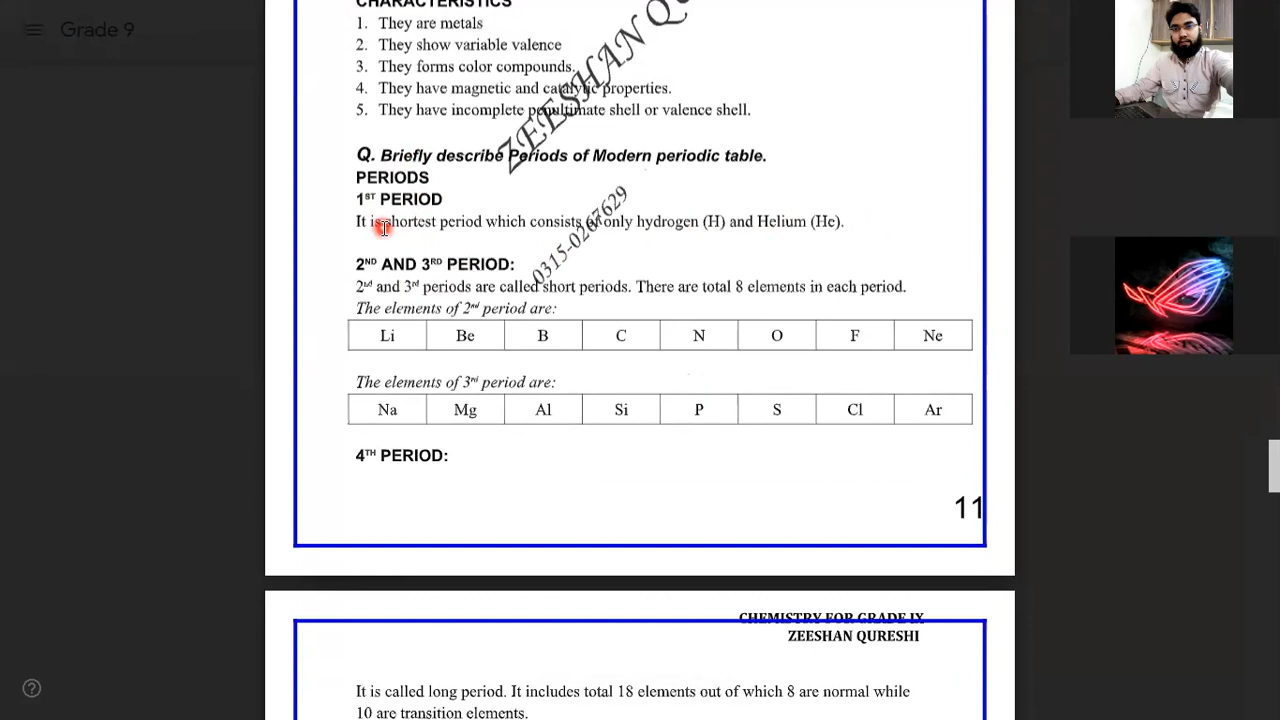 Grade 9
CHARACTERISTICS
1. They are metals
2. They show variable valence
3. They forms color compounds.
4. They have magnetic and catalytic properties.
5. They have incomplete penultimate shell or valence shell.
ZEESHAN QU
Q. Briefly describe Periods of Modern periodic table.
PERIODS
1ST PERIOD
It is shortest period which consists of only hydrogen (H) and Helium (He).
0315-0267629
2ND AND 3RD PERIOD:
2nd and 3rd periods are called short periods. There are total 8 elements in each period.
The elements of 2nd period are:
Li Be B C N O F Ne
The elements of 3rd period are:
Na Mg Al Si P S Cl Ar
4TH PERIOD:
11
CHEMISTRY FOR GRADE IX
ZEESHAN QURESHI
It is called long period. It includes total 18 elements out of which 8 are normal while
10 are transition elements.